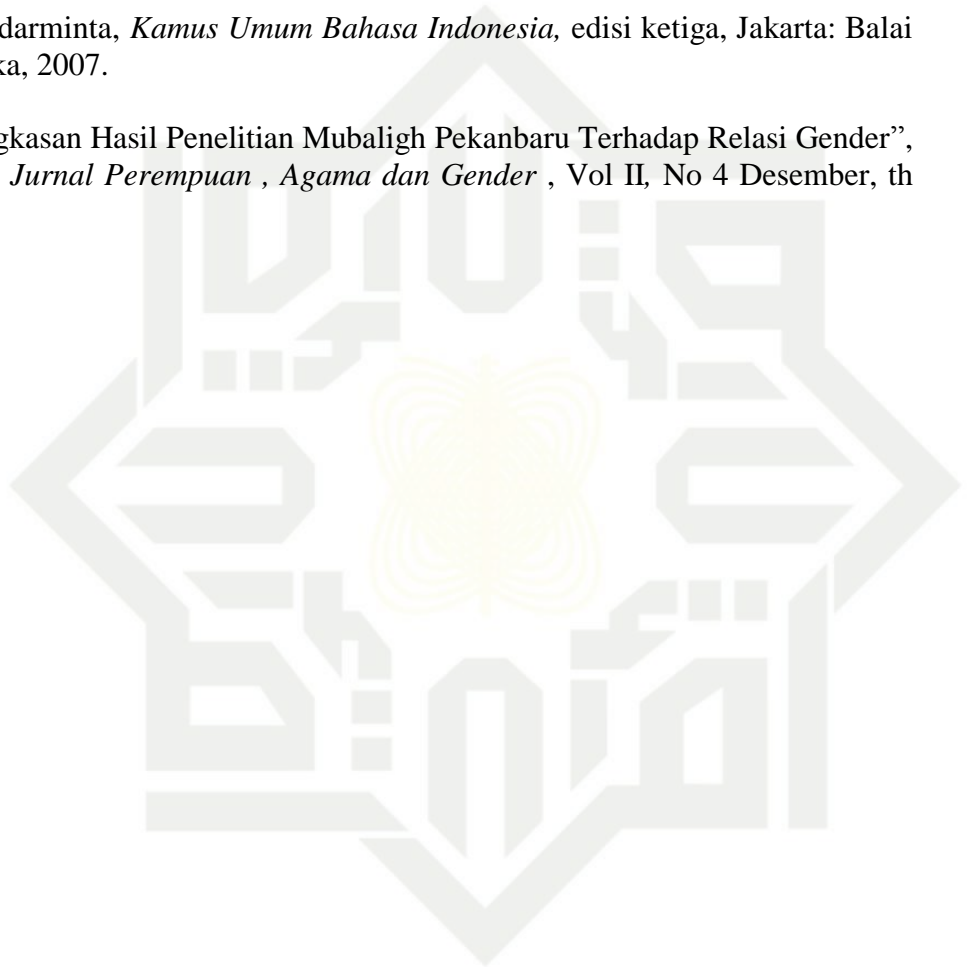 darminta, Kamus Umum Bahasa Indonesia, edisi ketiga, Jakarta: Balai
ka, 2007.
gkasan Hasil Penelitian Mubaligh Pekanbaru Terhadap Relasi Gender”,
Jurnal Perempuan , Agama dan Gender , Vol II, No 4 Desember, th